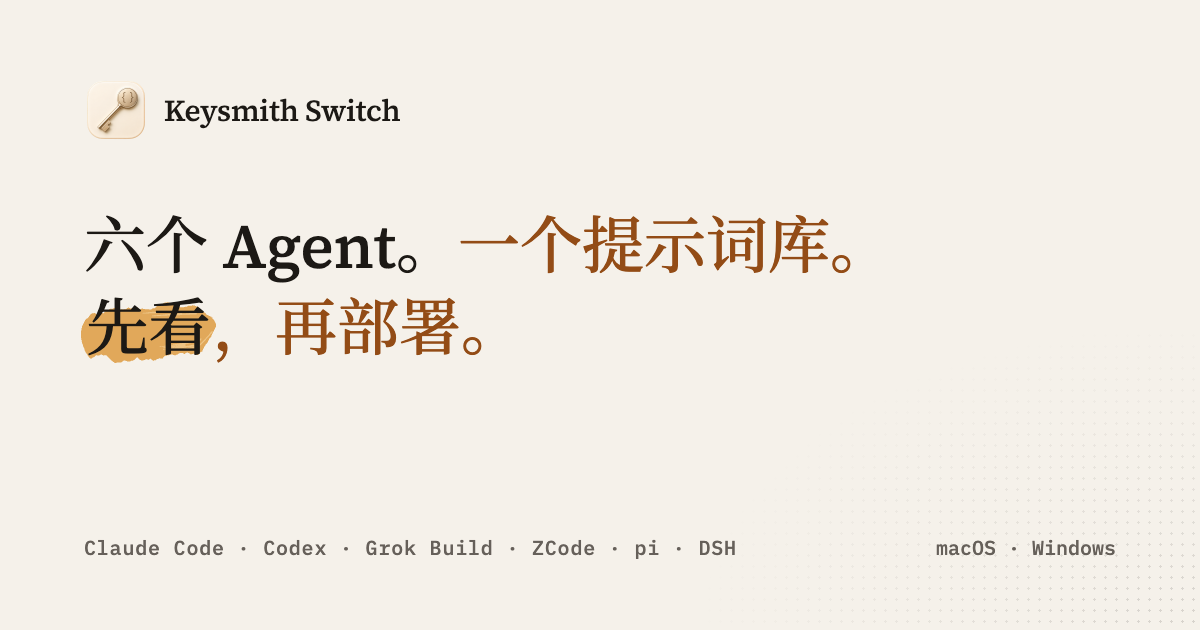 Keysmith Switch
六个 Agent。一个提示词库。
先看，再部署。
Claude Code · Codex · Grok Build · ZCode · pi · DSH
macOS · Windows